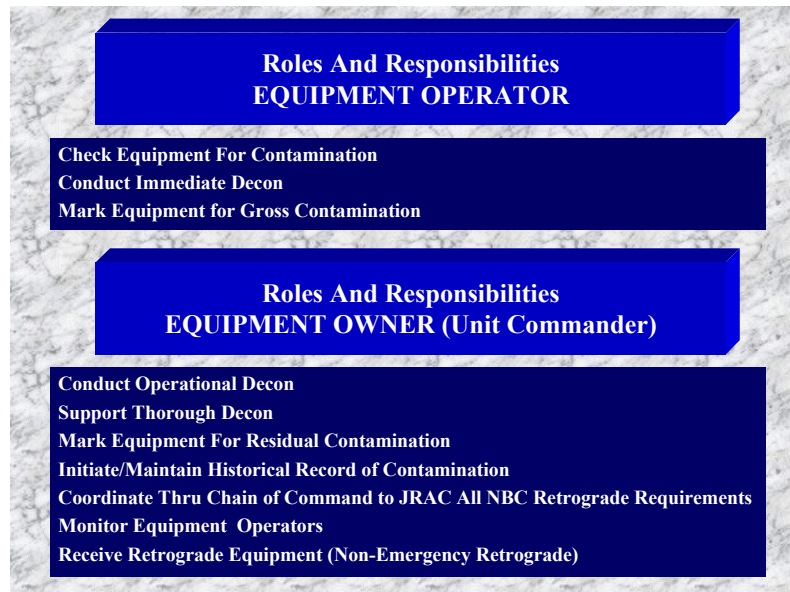 Roles And Responsibilities
EQUIPMENT OPERATOR
Check Equipment For Contamination
Conduct Immediate Decon
Mark Equipment for Gross Contamination
Roles And Responsibilities
EQUIPMENT OWNER (Unit Commander)
Conduct Operational Decon
Support Thorough Decon
Mark Equipment For Residual Contamination
Initiate/Maintain Historical Record of Contamination
Coordinate Thru Chain of Command to JRAC All NBC Retrograde Requirements
Monitor Equipment Operators
Receive Retrograde Equipment (Non-Emergency Retrograde)